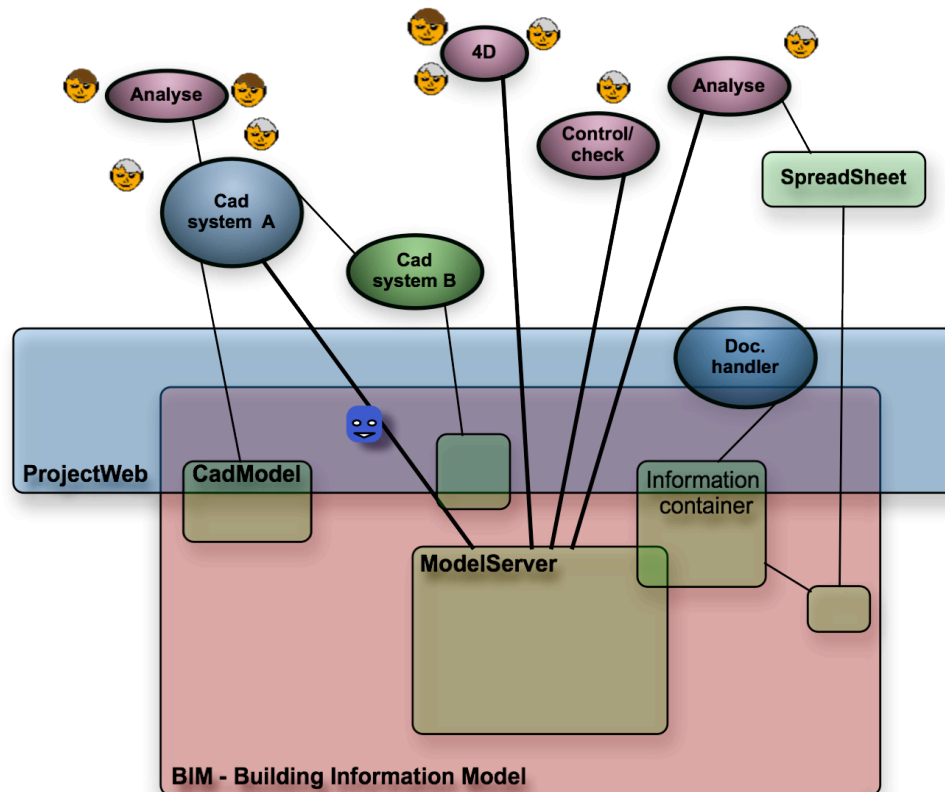 4D
Analyse
Analyse
Control/
check
SpreadSheet
Cad
system A
Cad
system B
Doc.
handler
ProjectWeb
CadModel
Information
container
ModelServer
BIM - Building Information Model